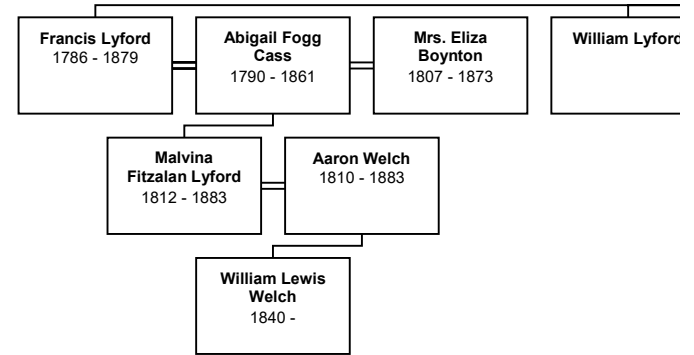 Francis Lyford
1786 - 1879
Abigail Fogg
Cass
1790 - 1861
Mrs. Eliza
Boynton
1807 - 1873
William Lyford
Malvina
Fitzalan Lyford
1812 - 1883
Aaron Welch
1810 - 1883
William Lewis
Welch
1840 -